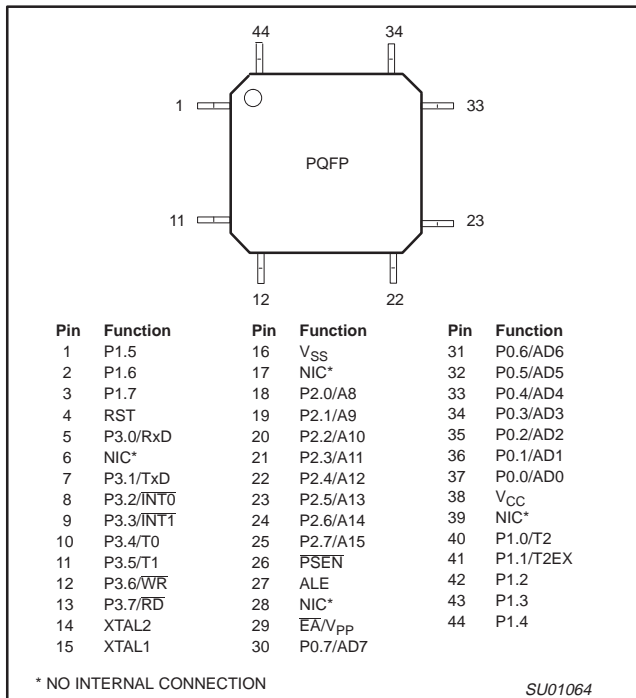 44 34
1 33
PQFP
11 23
12 22
Pin Function Pin Function Pin Function
1 P1.5 16 VSS 31 P0.6/AD6
2 P1.6 17 NIC* 32 P0.5/AD5
3 P1.7 18 P2.0/A8 33 P0.4/AD4
4 RST 19 P2.1/A9 34 P0.3/AD3
5 P3.0/RxD 20 P2.2/A10 35 P0.2/AD2
6 NIC* 21 P2.3/A11 36 P0.1/AD1
7 P3.1/TxD 22 P2.4/A12 37 P0.0/AD0
8 P3.2/INT0 23 P2.5/A13 38 VCC
9 P3.3/INT1 24 P2.6/A14 39 NIC*
10 P3.4/T0 25 P2.7/A15 40 P1.0/T2
11 P3.5/T1 26 PSEN 41 P1.1/T2EX
12 P3.6/WR 27 ALE 42 P1.2
13 P3.7/RD 28 NIC* 43 P1.3
14 XTAL2 29 EA/VPP 44 P1.4
15 XTAL1 30 P0.7/AD7
* NO INTERNAL CONNECTION SU01064